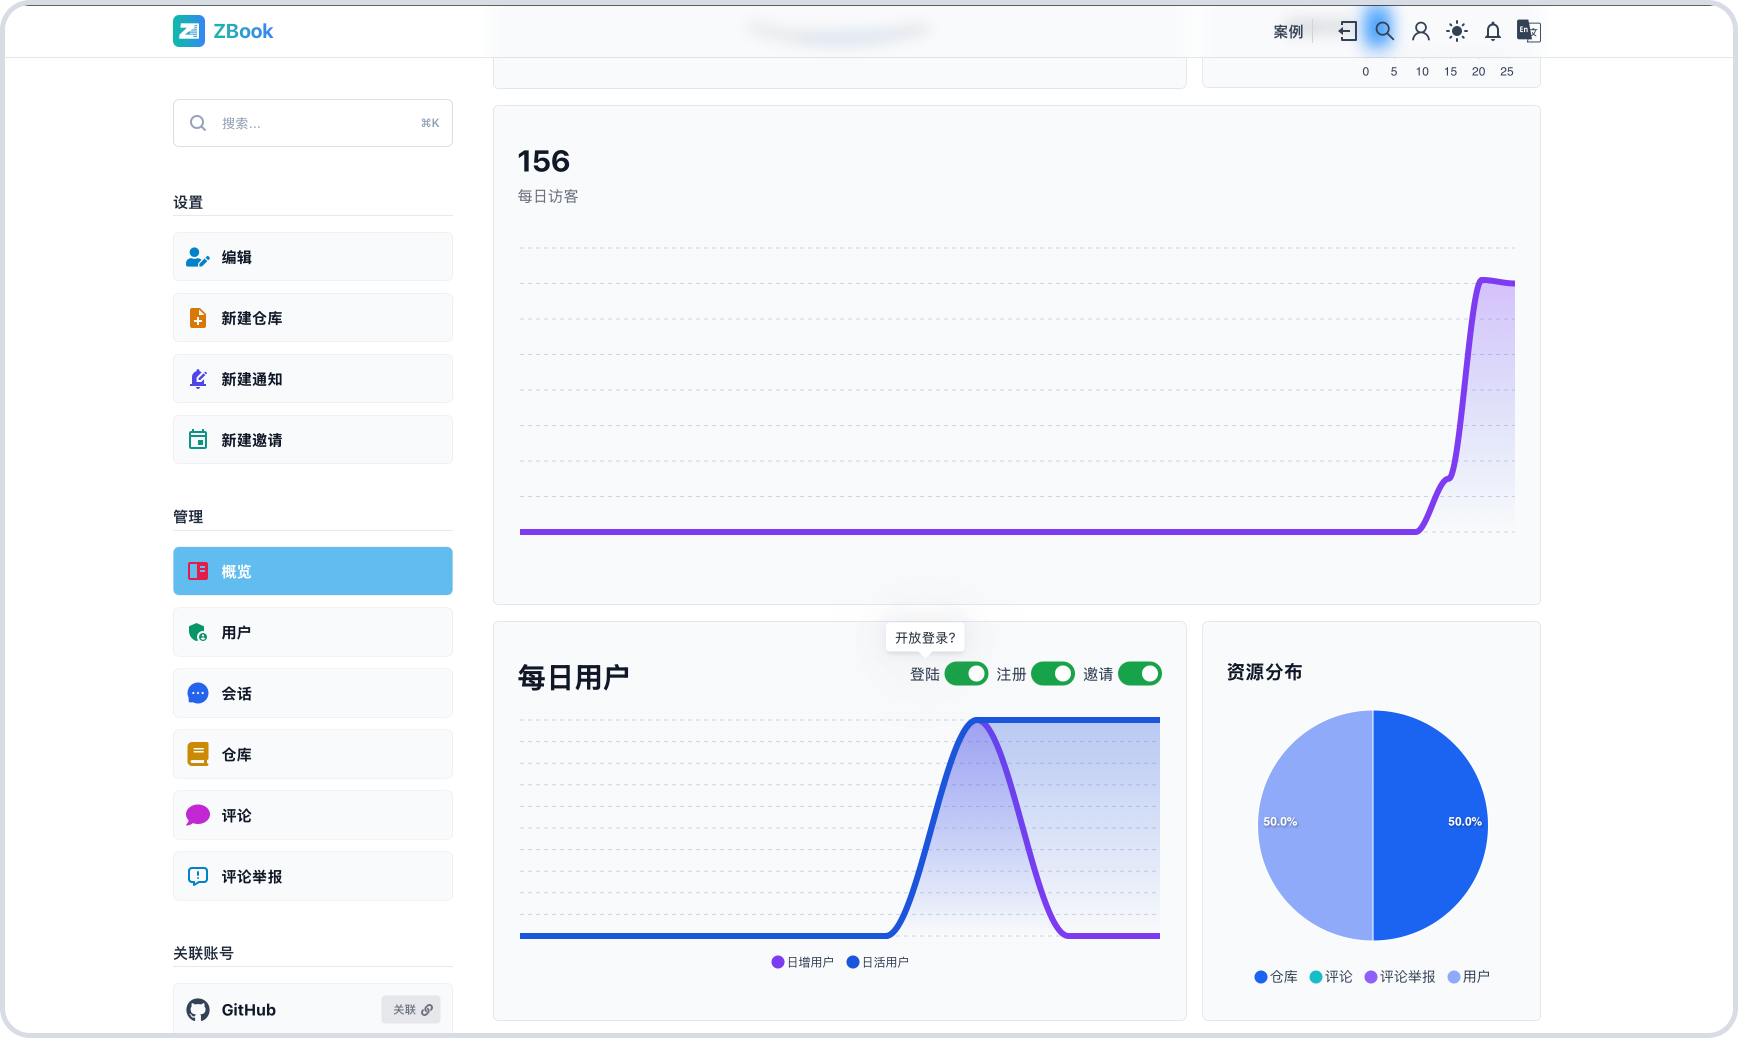 ZBook
案例
En
文
0 5 10 15 20 25
搜索...
⌘K
设置
编辑
新建仓库
新建通知
新建邀请
管理
概览
用户
会话
仓库
评论
评论举报
关联账号
GitHub
关联
156
每日访客
开放登录?
每日用户
登陆
注册
邀请
日增用户
日活用户
资源分布
50.0%
50.0%
仓库
评论
评论举报
用户